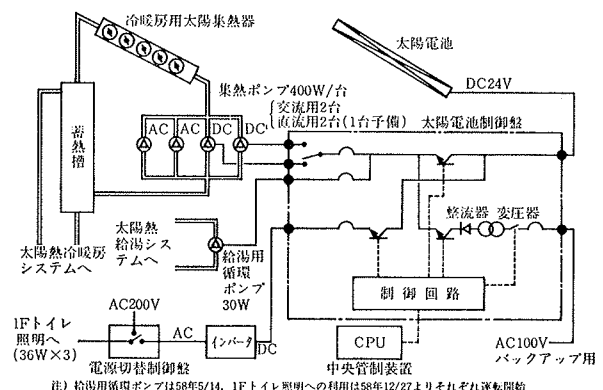 冷暖房用太陽集熱器
太陽電池
DC24V
集熱ポンプ400W/台
交流用2台
直流用2台(1台予備)
太陽電池制御盤
AC
AC
DC
DC
蓄熱槽
太陽熱冷暖房
システムへ
太陽熱
給湯シス
テムへ
給湯用
循環
ポンプ
30W
整流器
変圧器
制御回路
AC200V
1Fトイレ
照明へ
(36W×3)
AC
インバータ
DC
電源切替制御盤
CPU
中央管制装置
AC100V
バックアップ用
注) 給湯用循環ポンプは58年5/14, 1Fトイレ照明への利用は58年12/27よりそれぞれ運転開始